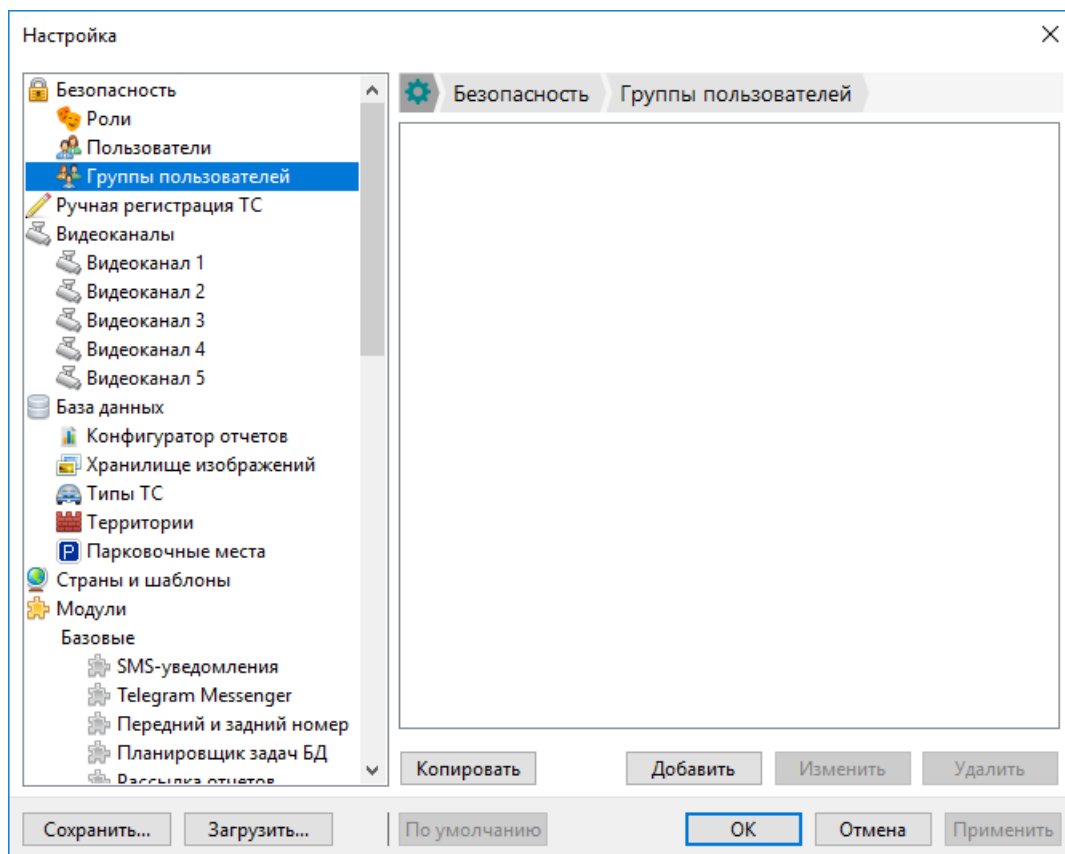 Настройка
Безопасность
Роли
Пользователи
Группы пользователей
Ручная регистрация ТС
Видеоканалы
Видеоканал 1
Видеоканал 2
Видеоканал 3
Видеоканал 4
Видеоканал 5
База данных
Конфигуратор отчетов
Хранилище изображений
Типы ТС
Территории
Парковочные места
Страны и шаблоны
Модули
Базовые
SMS-уведомления
Telegram Messenger
Передний и задний номер
Планировщик задач БД
Рассылка отчетов
Безопасность Группы пользователей
Копировать Добавить Изменить Удалить
Сохранить... Загрузить... По умолчанию ОК Отмена Применить